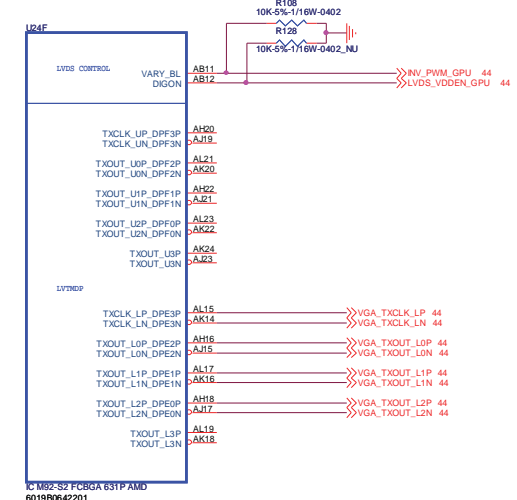 R108
10K-5%-1/16W-0402
U24F
R128
10K-5%-1/16W-0402_NU
LVDS CONTROL
VARY_BL AB11 INV_PWM_GPU 44
DIGON AB12 LVDS_VDDEN_GPU 44
TXCLK_UP_DPF3P AH20
TXCLK_UN_DPF3N AJ19
TXOUT_U0P_DPF2P AL21
TXOUT_U0N_DPF2N AK20
TXOUT_U1P_DPF1P AH22
TXOUT_U1N_DPF1N AJ21
TXOUT_U2P_DPF0P AL23
TXOUT_U2N_DPF0N AK22
TXOUT_U3P AK24
TXOUT_U3N AJ23
LVTMDP
TXCLK_LP_DPE3P AL15 VGA_TXCLK_LP 44
TXCLK_LN_DPE3N AK14 VGA_TXCLK_LN 44
TXOUT_L0P_DPE2P AH16 VGA_TXOUT_L0P 44
TXOUT_L0N_DPE2N AJ15 VGA_TXOUT_L0N 44
TXOUT_L1P_DPE1P AL17 VGA_TXOUT_L1P 44
TXOUT_L1N_DPE1N AK16 VGA_TXOUT_L1N 44
TXOUT_L2P_DPE0P AH18 VGA_TXOUT_L2P 44
TXOUT_L2N_DPE0N AJ17 VGA_TXOUT_L2N 44
TXOUT_L3P AL19
TXOUT_L3N AK18
IC M92-S2 FCBGA 631P AMD
6019B0642201